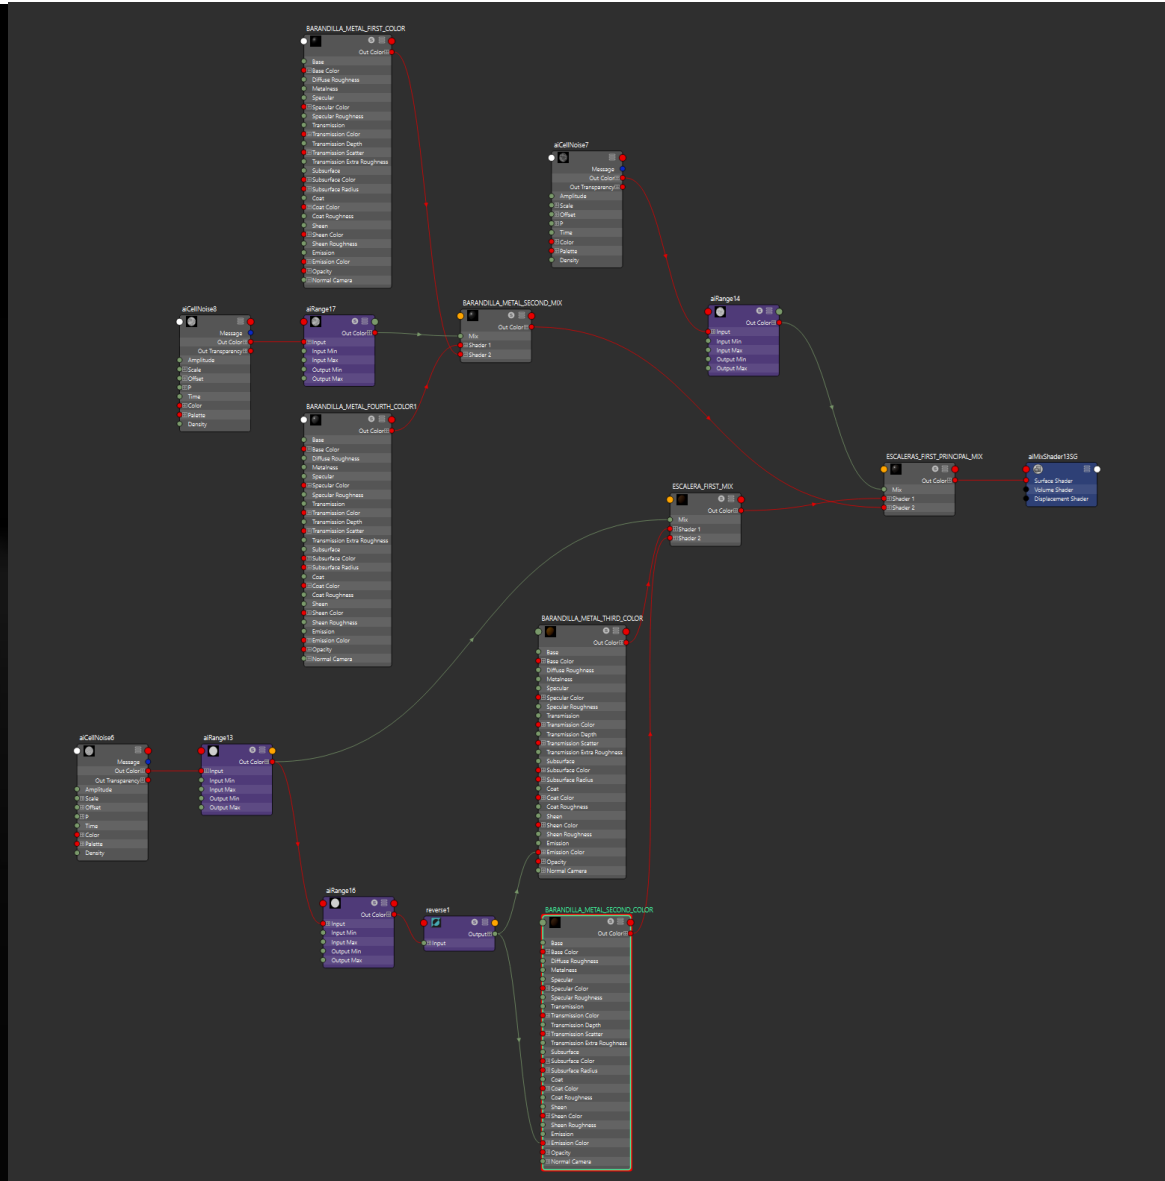 BARANDILLA_METAL_FIRST_COLOR
Out Color
Base
Base Color
Diffuse Roughness
Metalness
Specular
Specular Color
Specular Roughness
Transmission
Transmission Color
Transmission Depth
Transmission Scatter
Transmission Extra Roughness
Subsurface
Subsurface Color
Subsurface Radius
Coat
Coat Color
Coat Roughness
Sheen
Sheen Color
Sheen Roughness
Emission
Emission Color
Opacity
Normal Camera
aiCellNoise7
Message
Out Color
Out Transparency
Amplitude
Scale
Offset
P
Time
Color
Palette
Density
aiCellNoise8
Message
Out Color
Out Transparency
Amplitude
Scale
Offset
P
Time
Color
Palette
Density
aiRange17
Out Color
Input
Input Min
Input Max
Output Min
Output Max
BARANDILLA_METAL_SECOND_MIX
Out Color
Mix
Shader 1
Shader 2
aiRange14
Out Color
Input
Input Min
Input Max
Output Min
Output Max
BARANDILLA_METAL_FOURTH_COLOR1
Out Color
Base
Base Color
Diffuse Roughness
Metalness
Specular
Specular Color
Specular Roughness
Transmission
Transmission Color
Transmission Depth
Transmission Scatter
Transmission Extra Roughness
Subsurface
Subsurface Color
Subsurface Radius
Coat
Coat Color
Coat Roughness
Sheen
Sheen Color
Sheen Roughness
Emission
Emission Color
Opacity
Normal Camera
ESCALERA_FIRST_MIX
Out Color
Mix
Shader 1
Shader 2
ESCALERAS_FIRST_PRINCIPAL_MIX
Out Color
Mix
Shader 1
Shader 2
aiMixShader13SG
Surface Shader
Volume Shader
Displacement Shader
BARANDILLA_METAL_THIRD_COLOR
Out Color
Base
Base Color
Diffuse Roughness
Metalness
Specular
Specular Color
Specular Roughness
Transmission
Transmission Color
Transmission Depth
Transmission Scatter
Transmission Extra Roughness
Subsurface
Subsurface Color
Subsurface Radius
Coat
Coat Color
Coat Roughness
Sheen
Sheen Color
Sheen Roughness
Emission
Emission Color
Opacity
Normal Camera
aiCellNoise6
Message
Out Color
Out Transparency
Amplitude
Scale
Offset
P
Time
Color
Palette
Density
aiRange13
Out Color
Input
Input Min
Input Max
Output Min
Output Max
aiRange16
Out Color
Input
Input Min
Input Max
Output Min
Output Max
reverse1
Output
Input
BARANDILLA_METAL_SECOND_COLOR
Out Color
Base
Base Color
Diffuse Roughness
Metalness
Specular
Specular Color
Specular Roughness
Transmission
Transmission Color
Transmission Depth
Transmission Scatter
Transmission Extra Roughness
Subsurface
Subsurface Color
Subsurface Radius
Coat
Coat Color
Coat Roughness
Sheen
Sheen Color
Sheen Roughness
Emission
Emission Color
Opacity
Normal Camera